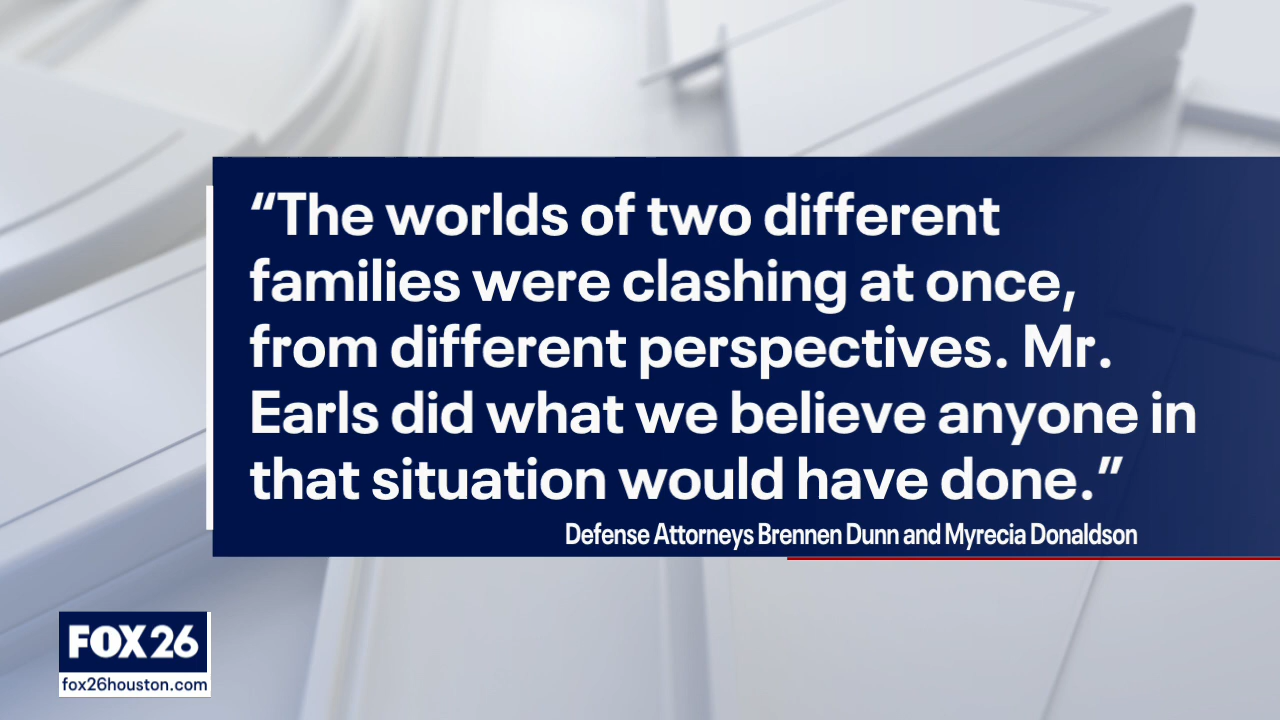 “The worlds of two different
families were clashing at once,
from different perspectives. Mr.
Earls did what we believe anyone in
that situation would have done.”
Defense Attorneys Brennen Dunn and Myrecia Donaldson
FOX 26
fox26houston.com